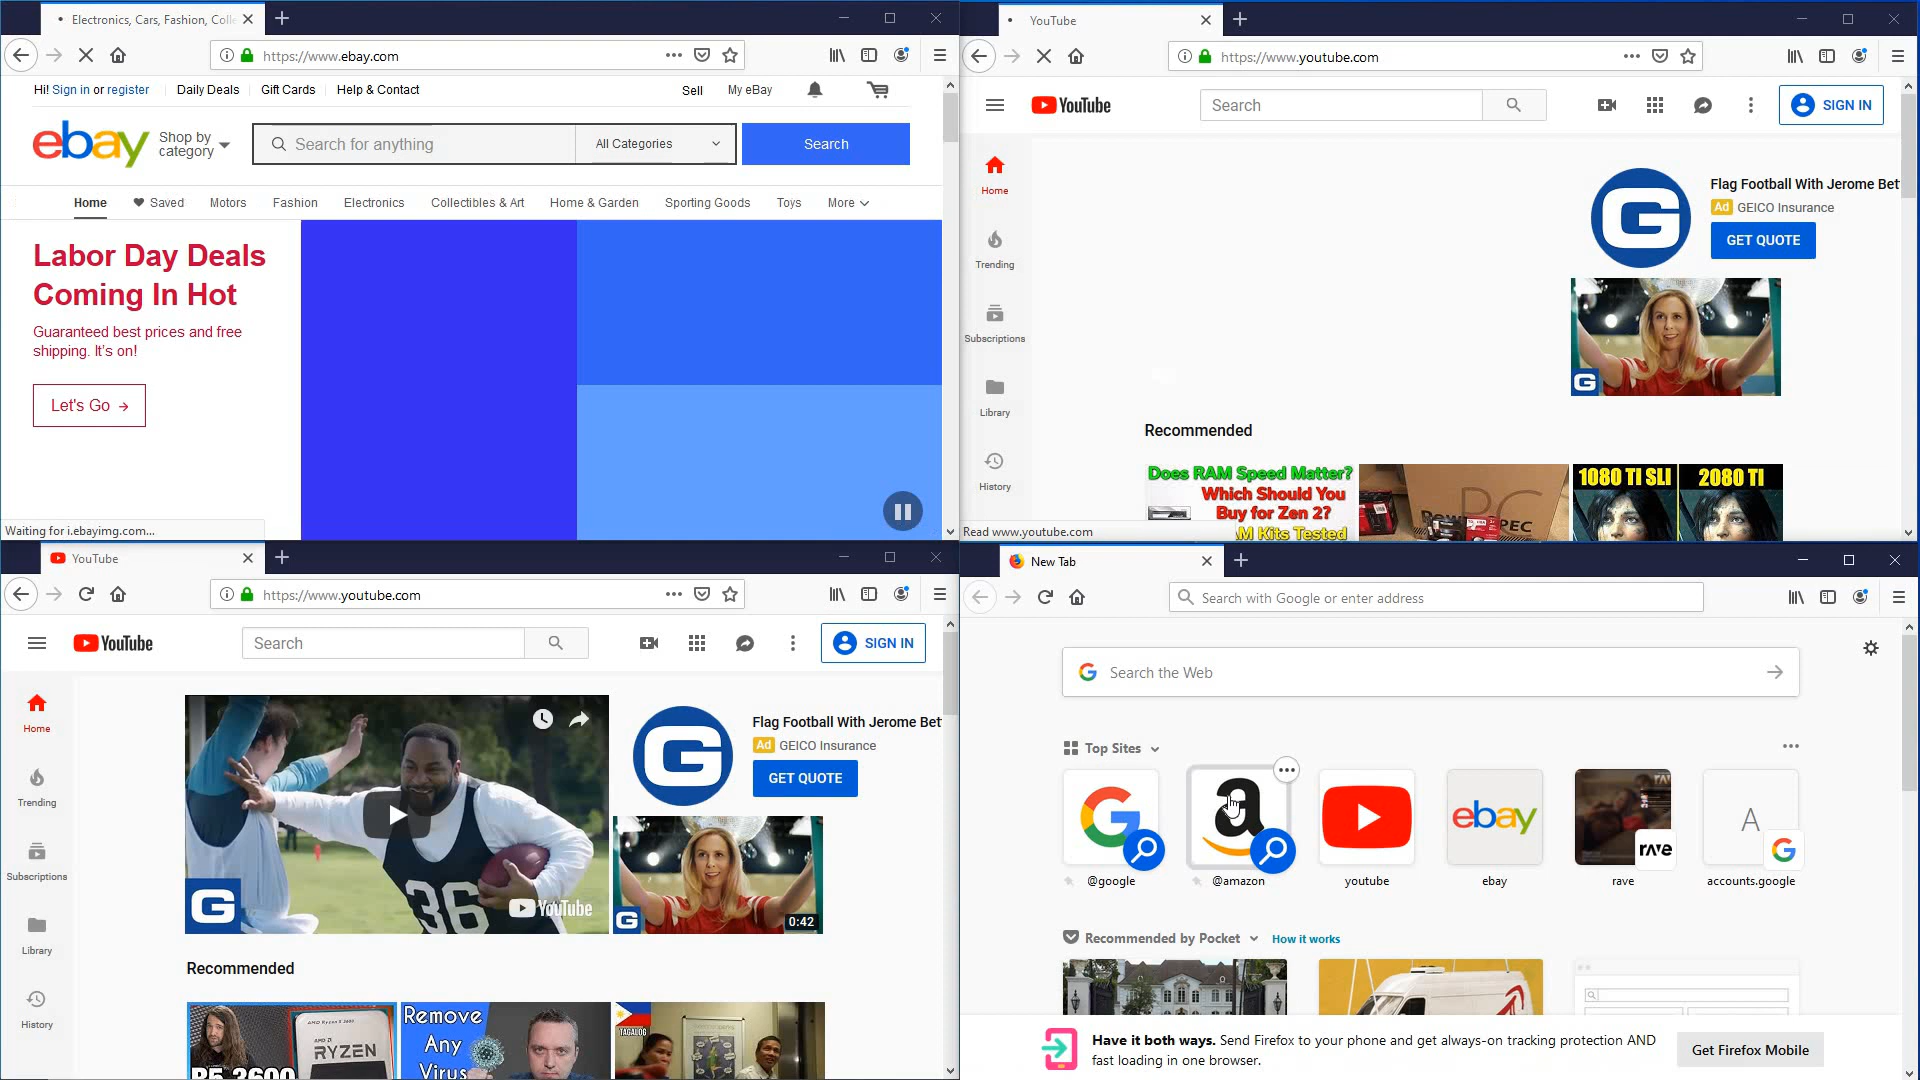 Electronics, Cars, Fashion, Colle
https://www.ebay.com
Hi! Sign in or register
Daily Deals
Gift Cards
Help & Contact
Sell
My eBay
ebay
Shop by category
Search for anything
All Categories
Search
Home
Saved
Motors
Fashion
Electronics
Collectibles & Art
Home & Garden
Sporting Goods
Toys
More
Labor Day Deals
Coming In Hot
Guaranteed best prices and free
shipping. It's on!
Let's Go →
Waiting for i.ebayimg.com...
YouTube
https://www.youtube.com
YouTube
Search
SIGN IN
Home
Trending
Subscriptions
Library
History
Flag Football With Jerome Bet
Ad GEICO Insurance
GET QUOTE
G
G
Recommended
Does RAM Speed Matter?
Which Should You
Buy for Zen 2?
M Kits Tested
PC
1080 TI SLI
2080 TI
Read www.youtube.com
YouTube
https://www.youtube.com
YouTube
Search
SIGN IN
Home
Trending
Subscriptions
Library
History
36
G
YouTube
G
Flag Football With Jerome Bet
Ad GEICO Insurance
GET QUOTE
G
0:42
Recommended
RYZEN
R5 3600
Remove
Any
Virus
TAGALOG
New Tab
Search with Google or enter address
Search the Web
Top Sites
@google
@amazon
youtube
ebay
ebay
rave
rave
A
accounts.google
Recommended by Pocket
How it works
Have it both ways. Send Firefox to your phone and get always-on tracking protection AND
fast loading in one browser.
Get Firefox Mobile